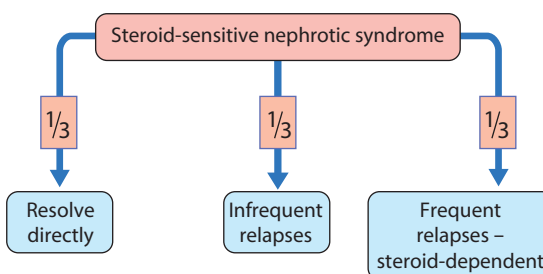 Steroid-sensitive nephrotic syndrome
1/3
1/3
1/3
Resolve
directly
Infrequent
relapses
Frequent
relapses –
steroid-dependent